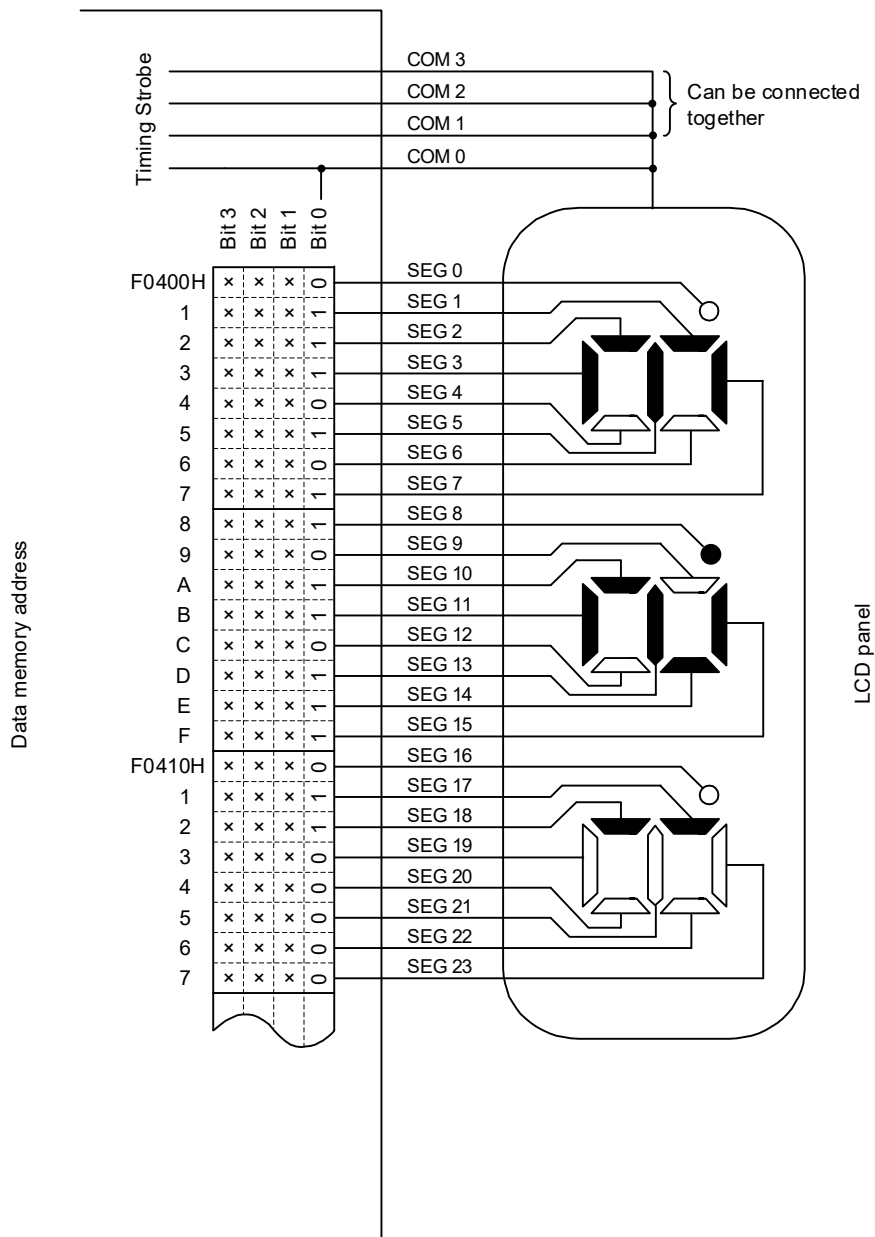 COM 3
COM 2
COM 1
COM 0
Can be connected
together
Timing Strobe
Bit 3
Bit 2
Bit 1
Bit 0
F0400H × × × 0 SEG 0
1 × × × 1 SEG 1
2 × × × 1 SEG 2
3 × × × 1 SEG 3
4 × × × 0 SEG 4
5 × × × 1 SEG 5
6 × × × 0 SEG 6
7 × × × 1 SEG 7
8 × × × 1 SEG 8
9 × × × 0 SEG 9
A × × × 1 SEG 10
B × × × 1 SEG 11
C × × × 0 SEG 12
D × × × 1 SEG 13
E × × × 1 SEG 14
F × × × 1 SEG 15
F0410H × × × 0 SEG 16
1 × × × 1 SEG 17
2 × × × 1 SEG 18
3 × × × 0 SEG 19
4 × × × 0 SEG 20
5 × × × 0 SEG 21
6 × × × 0 SEG 22
7 × × × 0 SEG 23
Data memory address
LCD panel